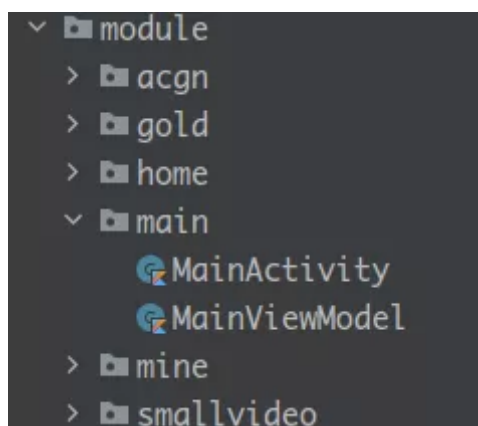 module
acgn
gold
home
main
MainActivity
MainViewModel
mine
smallvideo